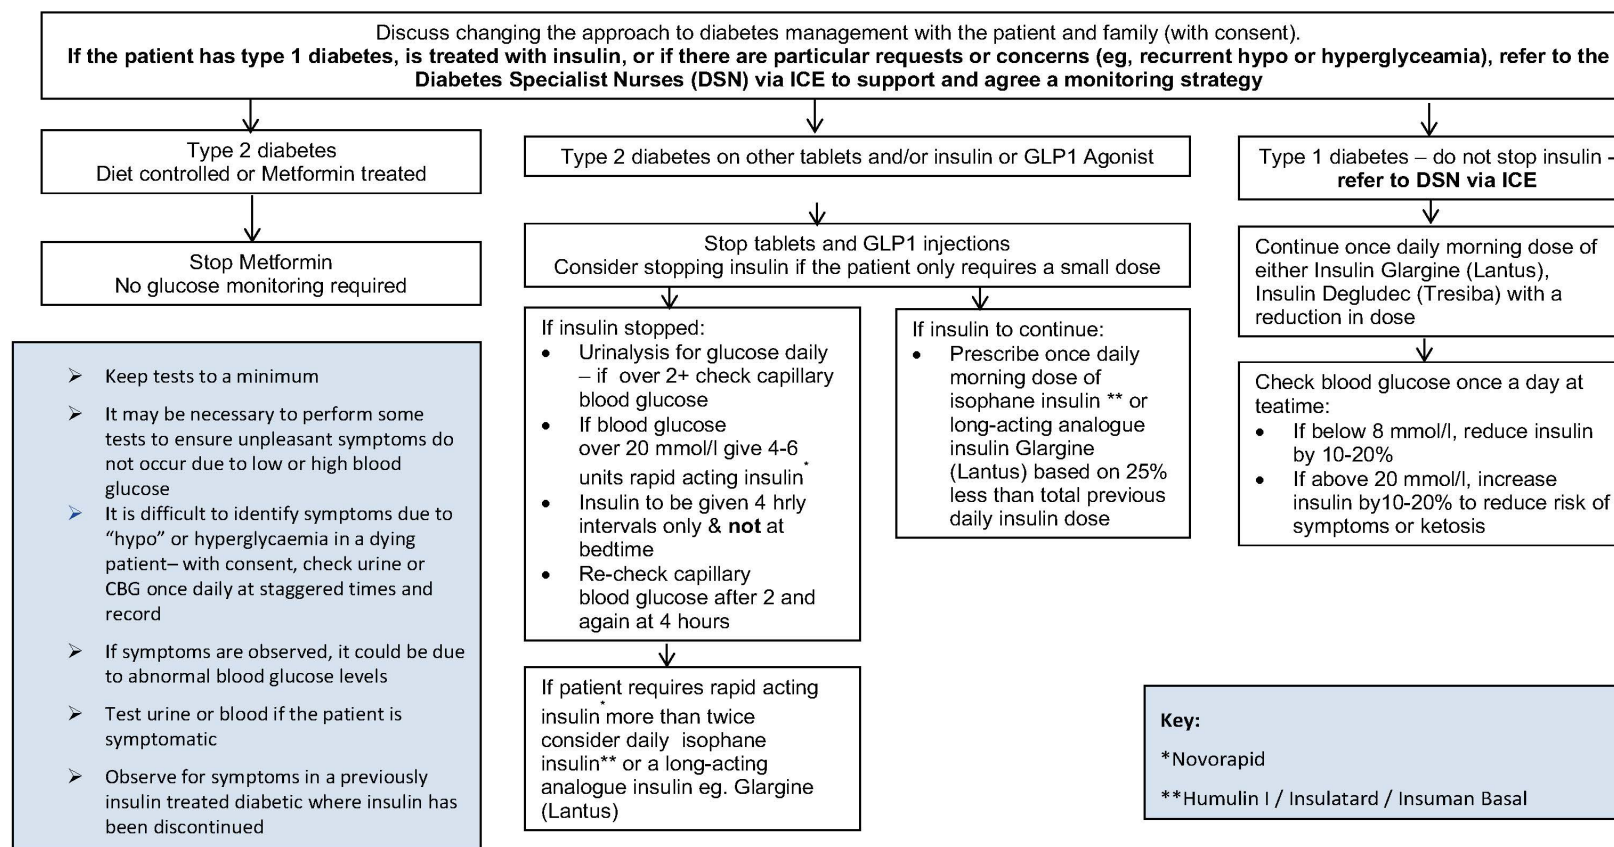 Discuss changing the approach to diabetes management with the patient and family (with consent).
If the patient has type 1 diabetes, is treated with insulin, or if there are particular requests or concerns (eg, recurrent hypo or hyperglyceamia), refer to the
Diabetes Specialist Nurses (DSN) via ICE to support and agree a monitoring strategy
Type 2 diabetes
Diet controlled or Metformin treated
Stop Metformin
No glucose monitoring required
➢ Keep tests to a minimum
➢ It may be necessary to perform some
tests to ensure unpleasant symptoms do
not occur due to low or high blood
glucose
➢ It is difficult to identify symptoms due to
“hypo” or hyperglycaemia in a dying
patient– with consent, check urine or
CBG once daily at staggered times and
record
➢ If symptoms are observed, it could be due
to abnormal blood glucose levels
➢ Test urine or blood if the patient is
symptomatic
➢ Observe for symptoms in a previously
insulin treated diabetic where insulin has
been discontinued
Type 2 diabetes on other tablets and/or insulin or GLP1 Agonist
Stop tablets and GLP1 injections
Consider stopping insulin if the patient only requires a small dose
If insulin stopped:
• Urinalysis for glucose daily
– if over 2+ check capillary
blood glucose
• If blood glucose
over 20 mmol/l give 4-6
units rapid acting insulin*
• Insulin to be given 4 hrly
intervals only & not at
bedtime
• Re-check capillary
blood glucose after 2 and
again at 4 hours
If patient requires rapid acting
insulin*more than twice
consider daily isophane
insulin** or a long-acting
analogue insulin eg. Glargine
(Lantus)
If insulin to continue:
• Prescribe once daily
morning dose of
isophane insulin ** or
long-acting analogue
insulin Glargine
(Lantus) based on 25%
less than total previous
daily insulin dose
Type 1 diabetes – do not stop insulin –
refer to DSN via ICE
Continue once daily morning dose of
either Insulin Glargine (Lantus),
Insulin Degludec (Tresiba) with a
reduction in dose
Check blood glucose once a day at
teatime:
• If below 8 mmol/l, reduce insulin
by 10-20%
• If above 20 mmol/l, increase
insulin by10-20% to reduce risk of
symptoms or ketosis
Key:
*Novorapid
**Humulin I / Insulatard / Insuman Basal